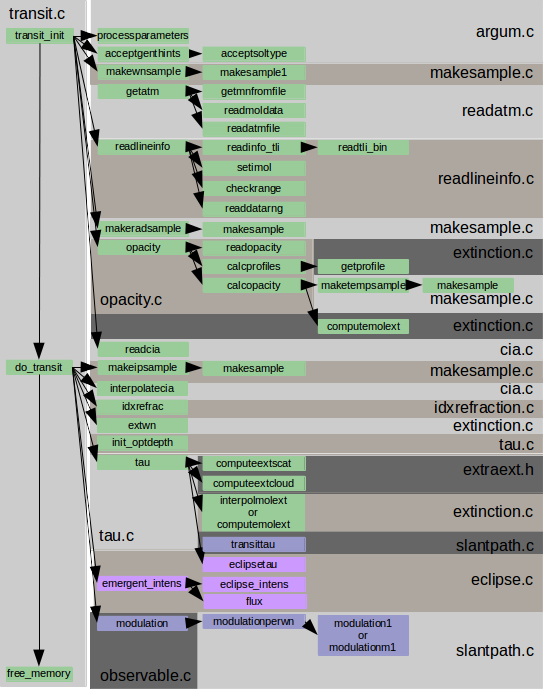 transit.c
transit_init
processparameters
argum.c
acceptgenthints
acceptsoltype
makewnsample
makesample1
makesample.c
getatm
getmnfromfile
readatm.c
readmoldata
readatmfile
readlineinfo
readinfo_tli
readtli_bin
setimol
readlineinfo.c
checkrange
readdatarng
makeradsample
makesample
makesample.c
opacity
readopacity
extinction.c
calcprofiles
getprofile
calcopacity
maketempsample
makesample
opacity.c
makesample.c
computemolext
extinction.c
readcia
cia.c
do_transit
makeipsample
makesample
makesample.c
interpolatecia
cia.c
idxrefrac
idxrefraction.c
extwn
extinction.c
init_optdepth
tau.c
tau
computeextscat
extraext.h
computeextcloud
interpolmolext
or
computemolext
extinction.c
tau.c
transittau
slantpath.c
eclipsetau
eclipse.c
emergent_intens
eclipse_intens
flux
modulation
modulationperwn
modulation1
or
modulationm1
slantpath.c
free_memory
observable.c